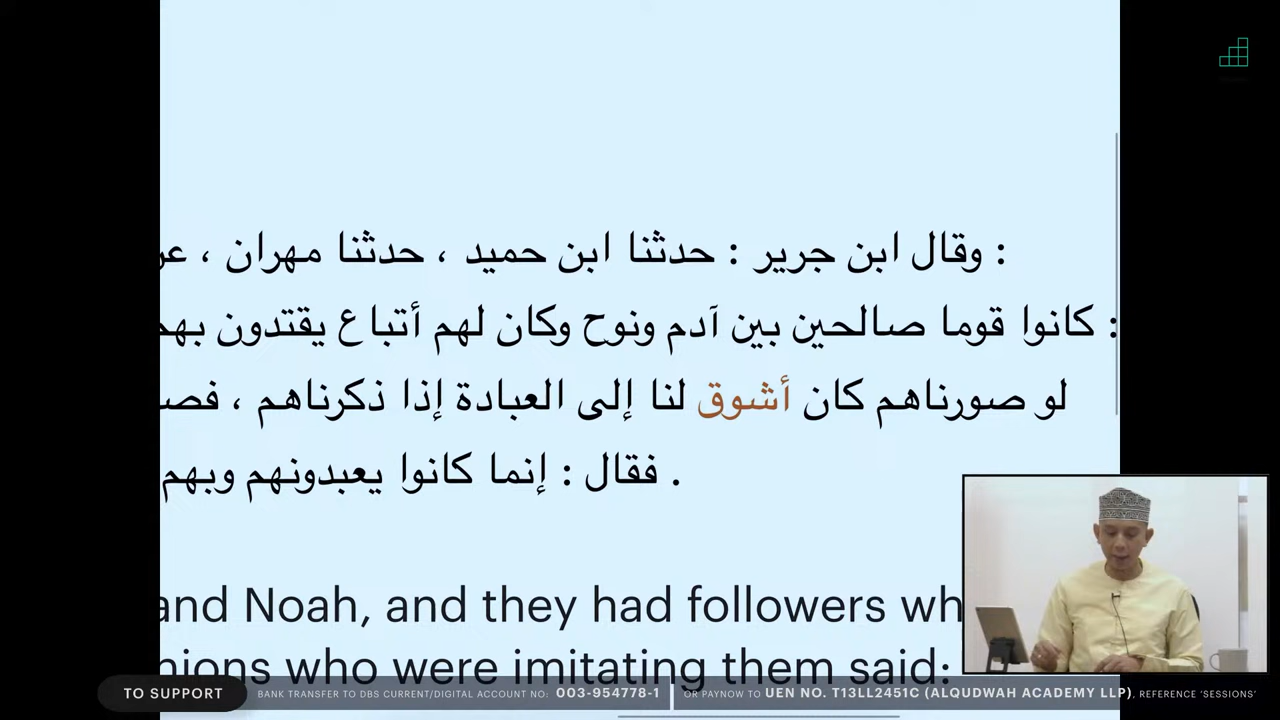 وقال ابن جرير : حدثنا ابن حميد ، حدثنا مهران ، :
كانوا قوما صالحين بين آدم ونوح وكان لهم أتباع يقتدون :
لو صورناهم كان أشوق لنا إلى العبادة إذا ذكرناهم ،
فقال : إنما كانوا يعبدونهم وبهم .
and Noah, and they had followers
who were imitating them said:
TO SUPPORT
BANK TRANSFER TO DBS CURRENT/DIGITAL ACCOUNT NO: 003-954778-1
OR PAYNOW TO UEN NO. T13LL2451C (ALQUDWAH ACADEMY LLP), REFERENCE ‘SESSIONS’